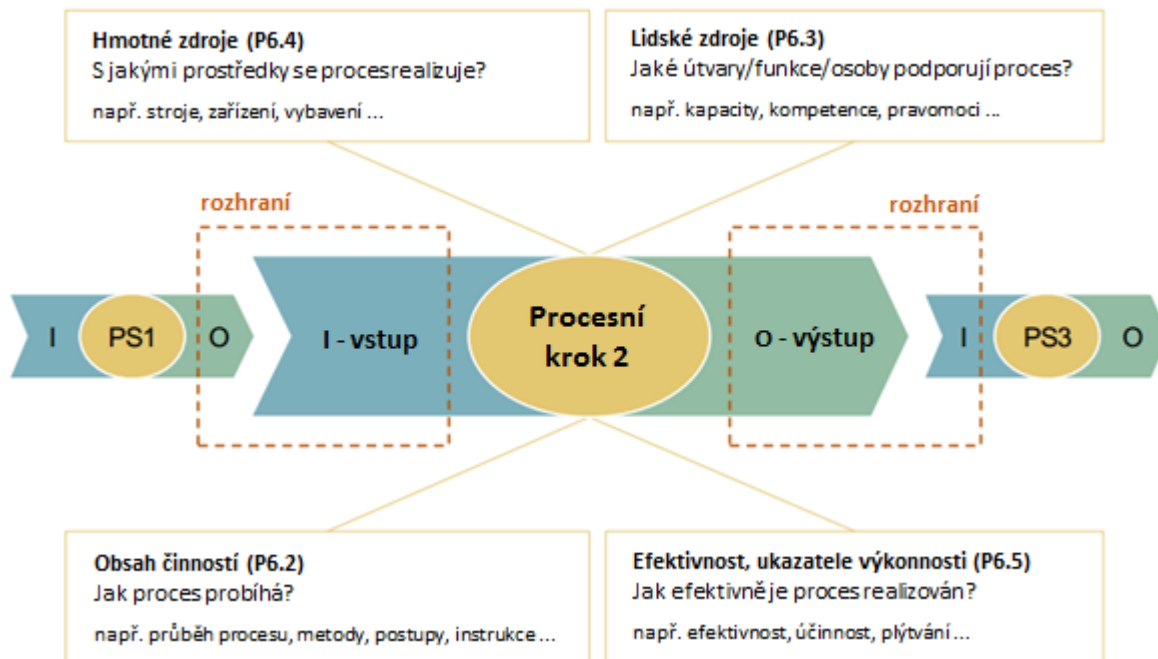 Hmotné zdroje (P6.4)
S jakými prostředky se proces realizuje?
např. stroje, zařízení, vybavení ...
Lidské zdroje (P6.3)
Jaké útvary/funkce/osoby podporují proces?
např. kapacity, kompetence, pravomoci ...
rozhraní
rozhraní
I
PS1
O
I - vstup
Procesní
krok 2
O - výstup
I
PS3
O
Obsah činností (P6.2)
Jak proces probíhá?
např. průběh procesu, metody, postupy, instrukce ...
Efektivnost, ukazatele výkonnosti (P6.5)
Jak efektivně je proces realizován?
např. efektivnost, účinnost, plýtvání ...